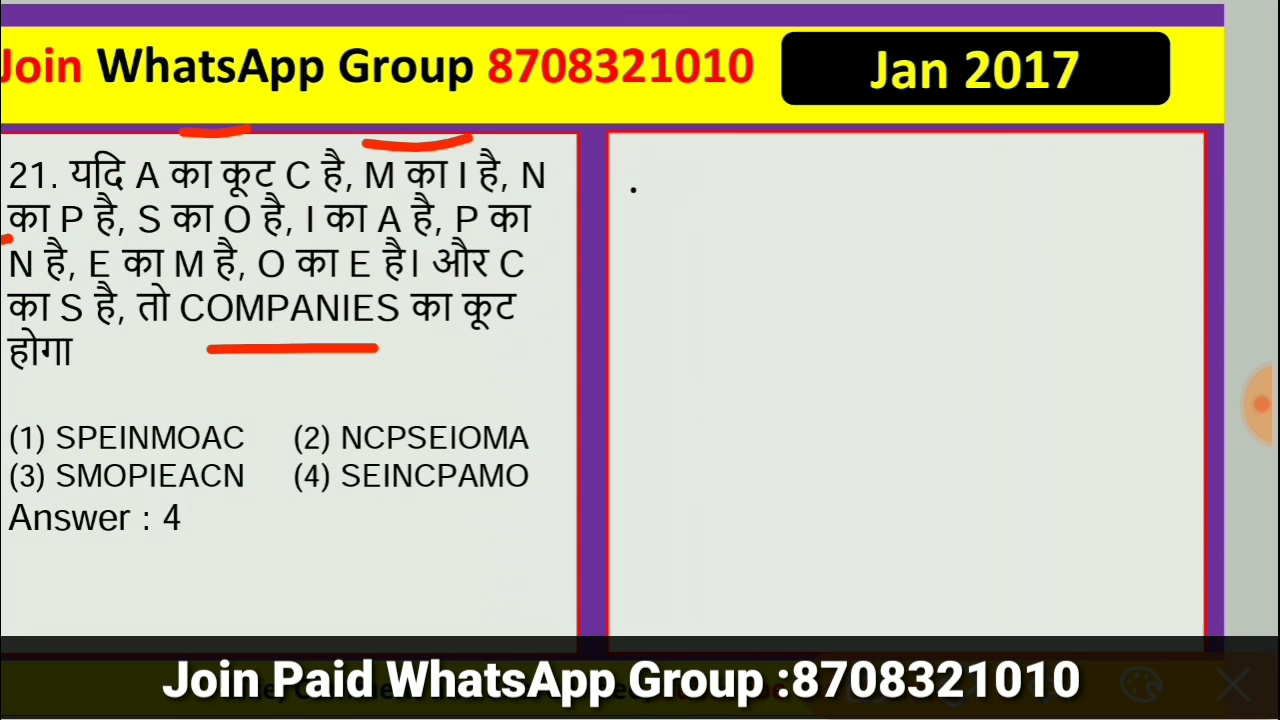 Join WhatsApp Group 8708321010
Jan 2017
21. यदि A का कूट C है, M का I है, N
का P है, S का O है, I का A है, P का
N है, E का M है, O का E है। और C
का S है, तो COMPANIES का कूट
होगा
(1) SPEINMOAC (2) NCPSEIOMA
(3) SMOPIEACN (4) SEINCPAMO
Answer : 4
.
Join Paid WhatsApp Group :8708321010